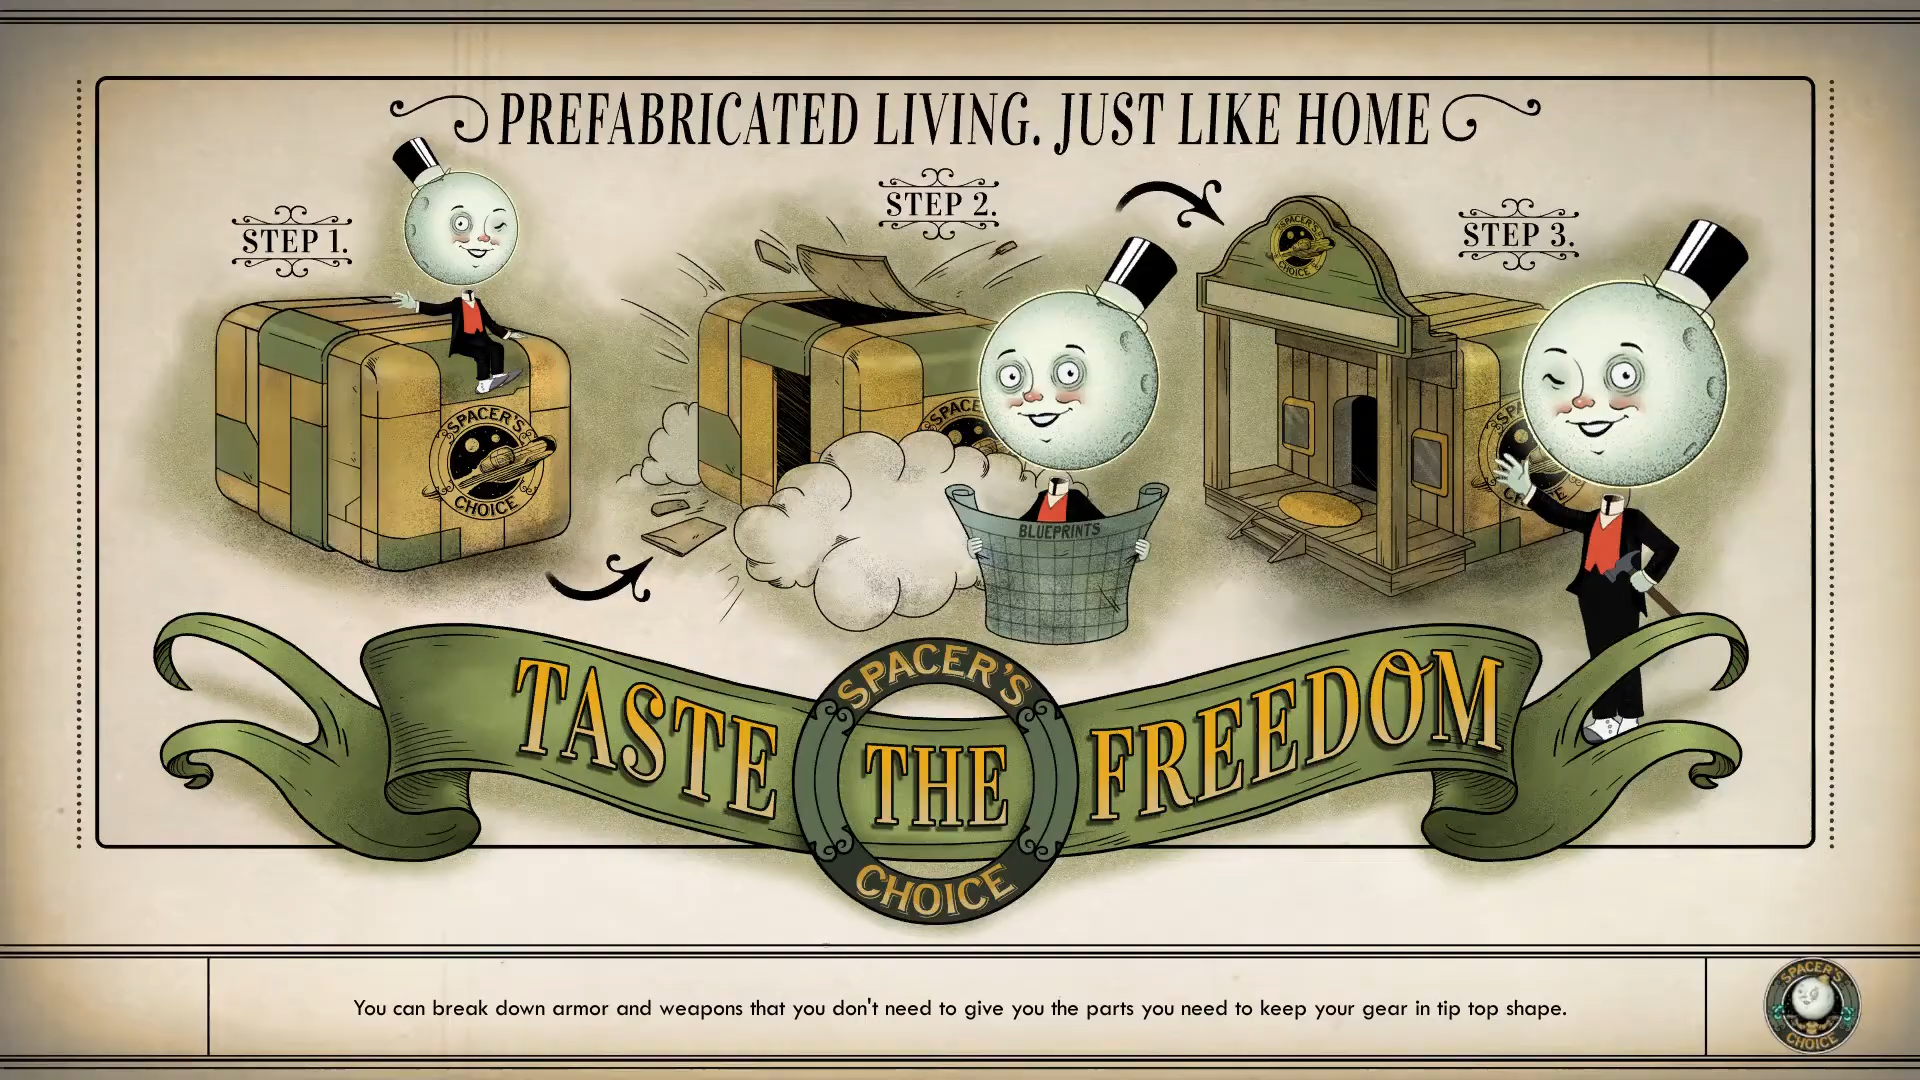 PREFABRICATED LIVING. JUST LIKE HOME
STEP 1.
STEP 2.
STEP 3.
SPACER'S
CHOICE
SPACER'S
CHOICE
BLUEPRINTS
TASTE THE FREEDOM
SPACER'S
CHOICE
You can break down armor and weapons that you don't need to give you the parts you need to keep your gear in tip top shape.
SPACER'S
CHOICE